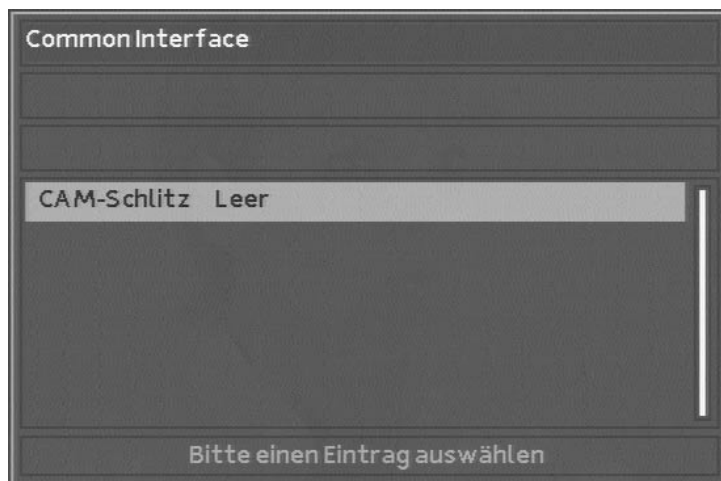 Common Interface
CAM-Schlitz Leer
Bitte einen Eintrag auswählen